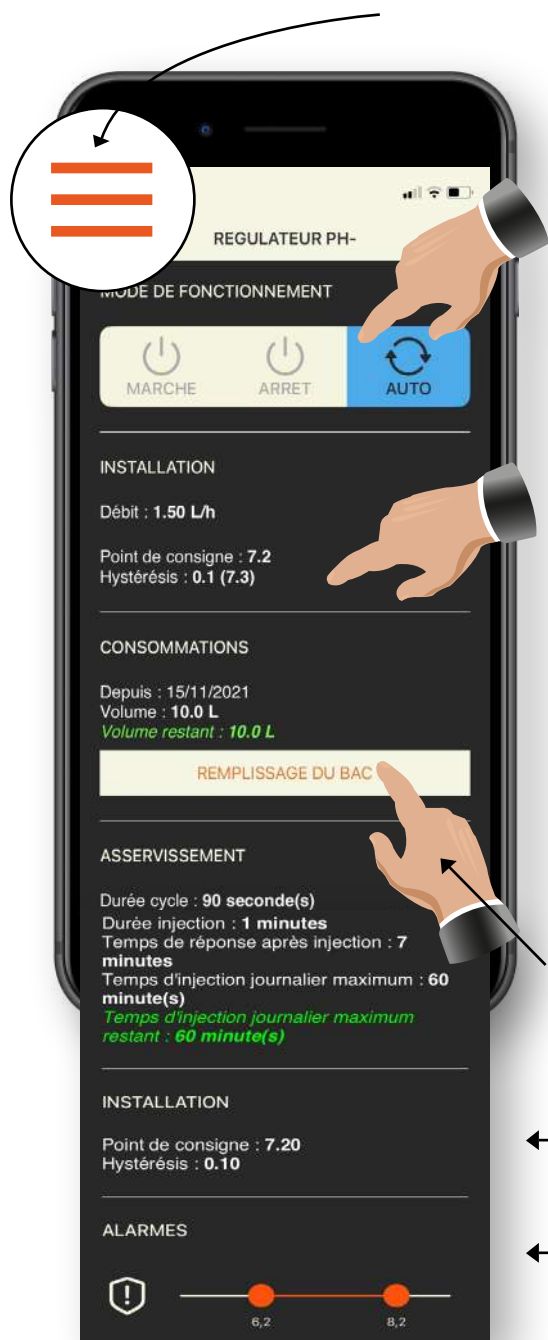 REGULATEUR PH-
MODE DE FONCTIONNEMENT
MARCHE
ARRET
AUTO
INSTALLATION
Débit : 1.50 L/h
Point de consigne : 7.2
Hystérésis : 0.1 (7.3)
CONSOMMATIONS
Depuis : 15/11/2021
Volume : 10.0 L
Volume restant : 10.0 L
REMPLISSAGE DU BAC
ASSERVISSEMENT
Durée cycle : 90 seconde(s)
Durée injection : 1 minutes
Temps de réponse après injection : 7
minutes
Temps d'injection journalier maximum : 60
minute(s)
Temps d'injection journalier maximum
restant : 60 minute(s)
INSTALLATION
Point de consigne : 7.20
Hystérésis : 0.10
ALARMES
6,2
8,2